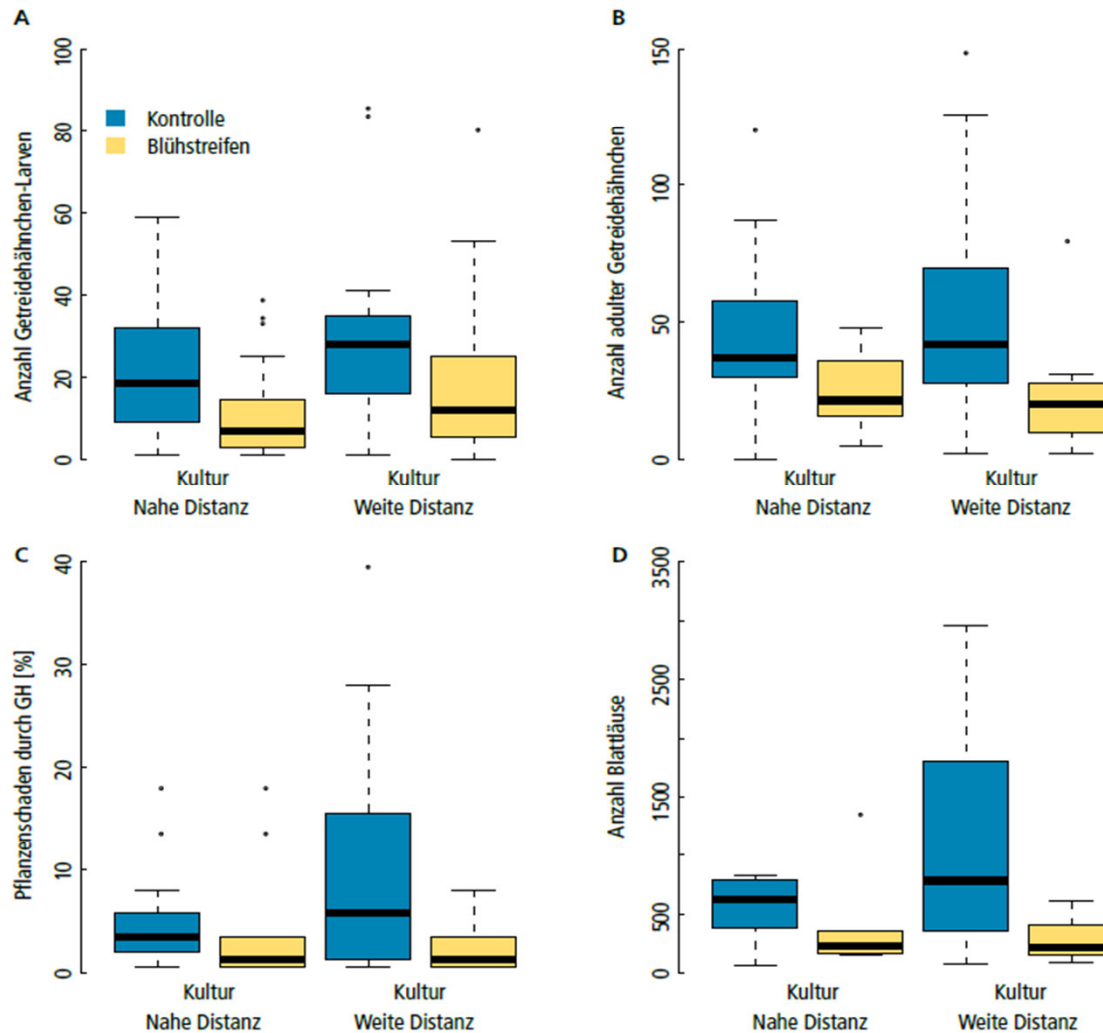 A
Anzahl Getreidehähnchen-Larven
100
80
60
40
20
0
Kontrolle
Blühstreifen
Kultur
Nahe Distanz
Kultur
Weite Distanz
B
Anzahl adulter Getreidehähnchen
150
100
50
0
Kultur
Nahe Distanz
Kultur
Weite Distanz
C
Pflanzenschaden durch GH [%]
40
30
20
10
0
Kultur
Nahe Distanz
Kultur
Weite Distanz
D
Anzahl Blattläuse
3500
2500
1500
500
0
Kultur
Nahe Distanz
Kultur
Weite Distanz